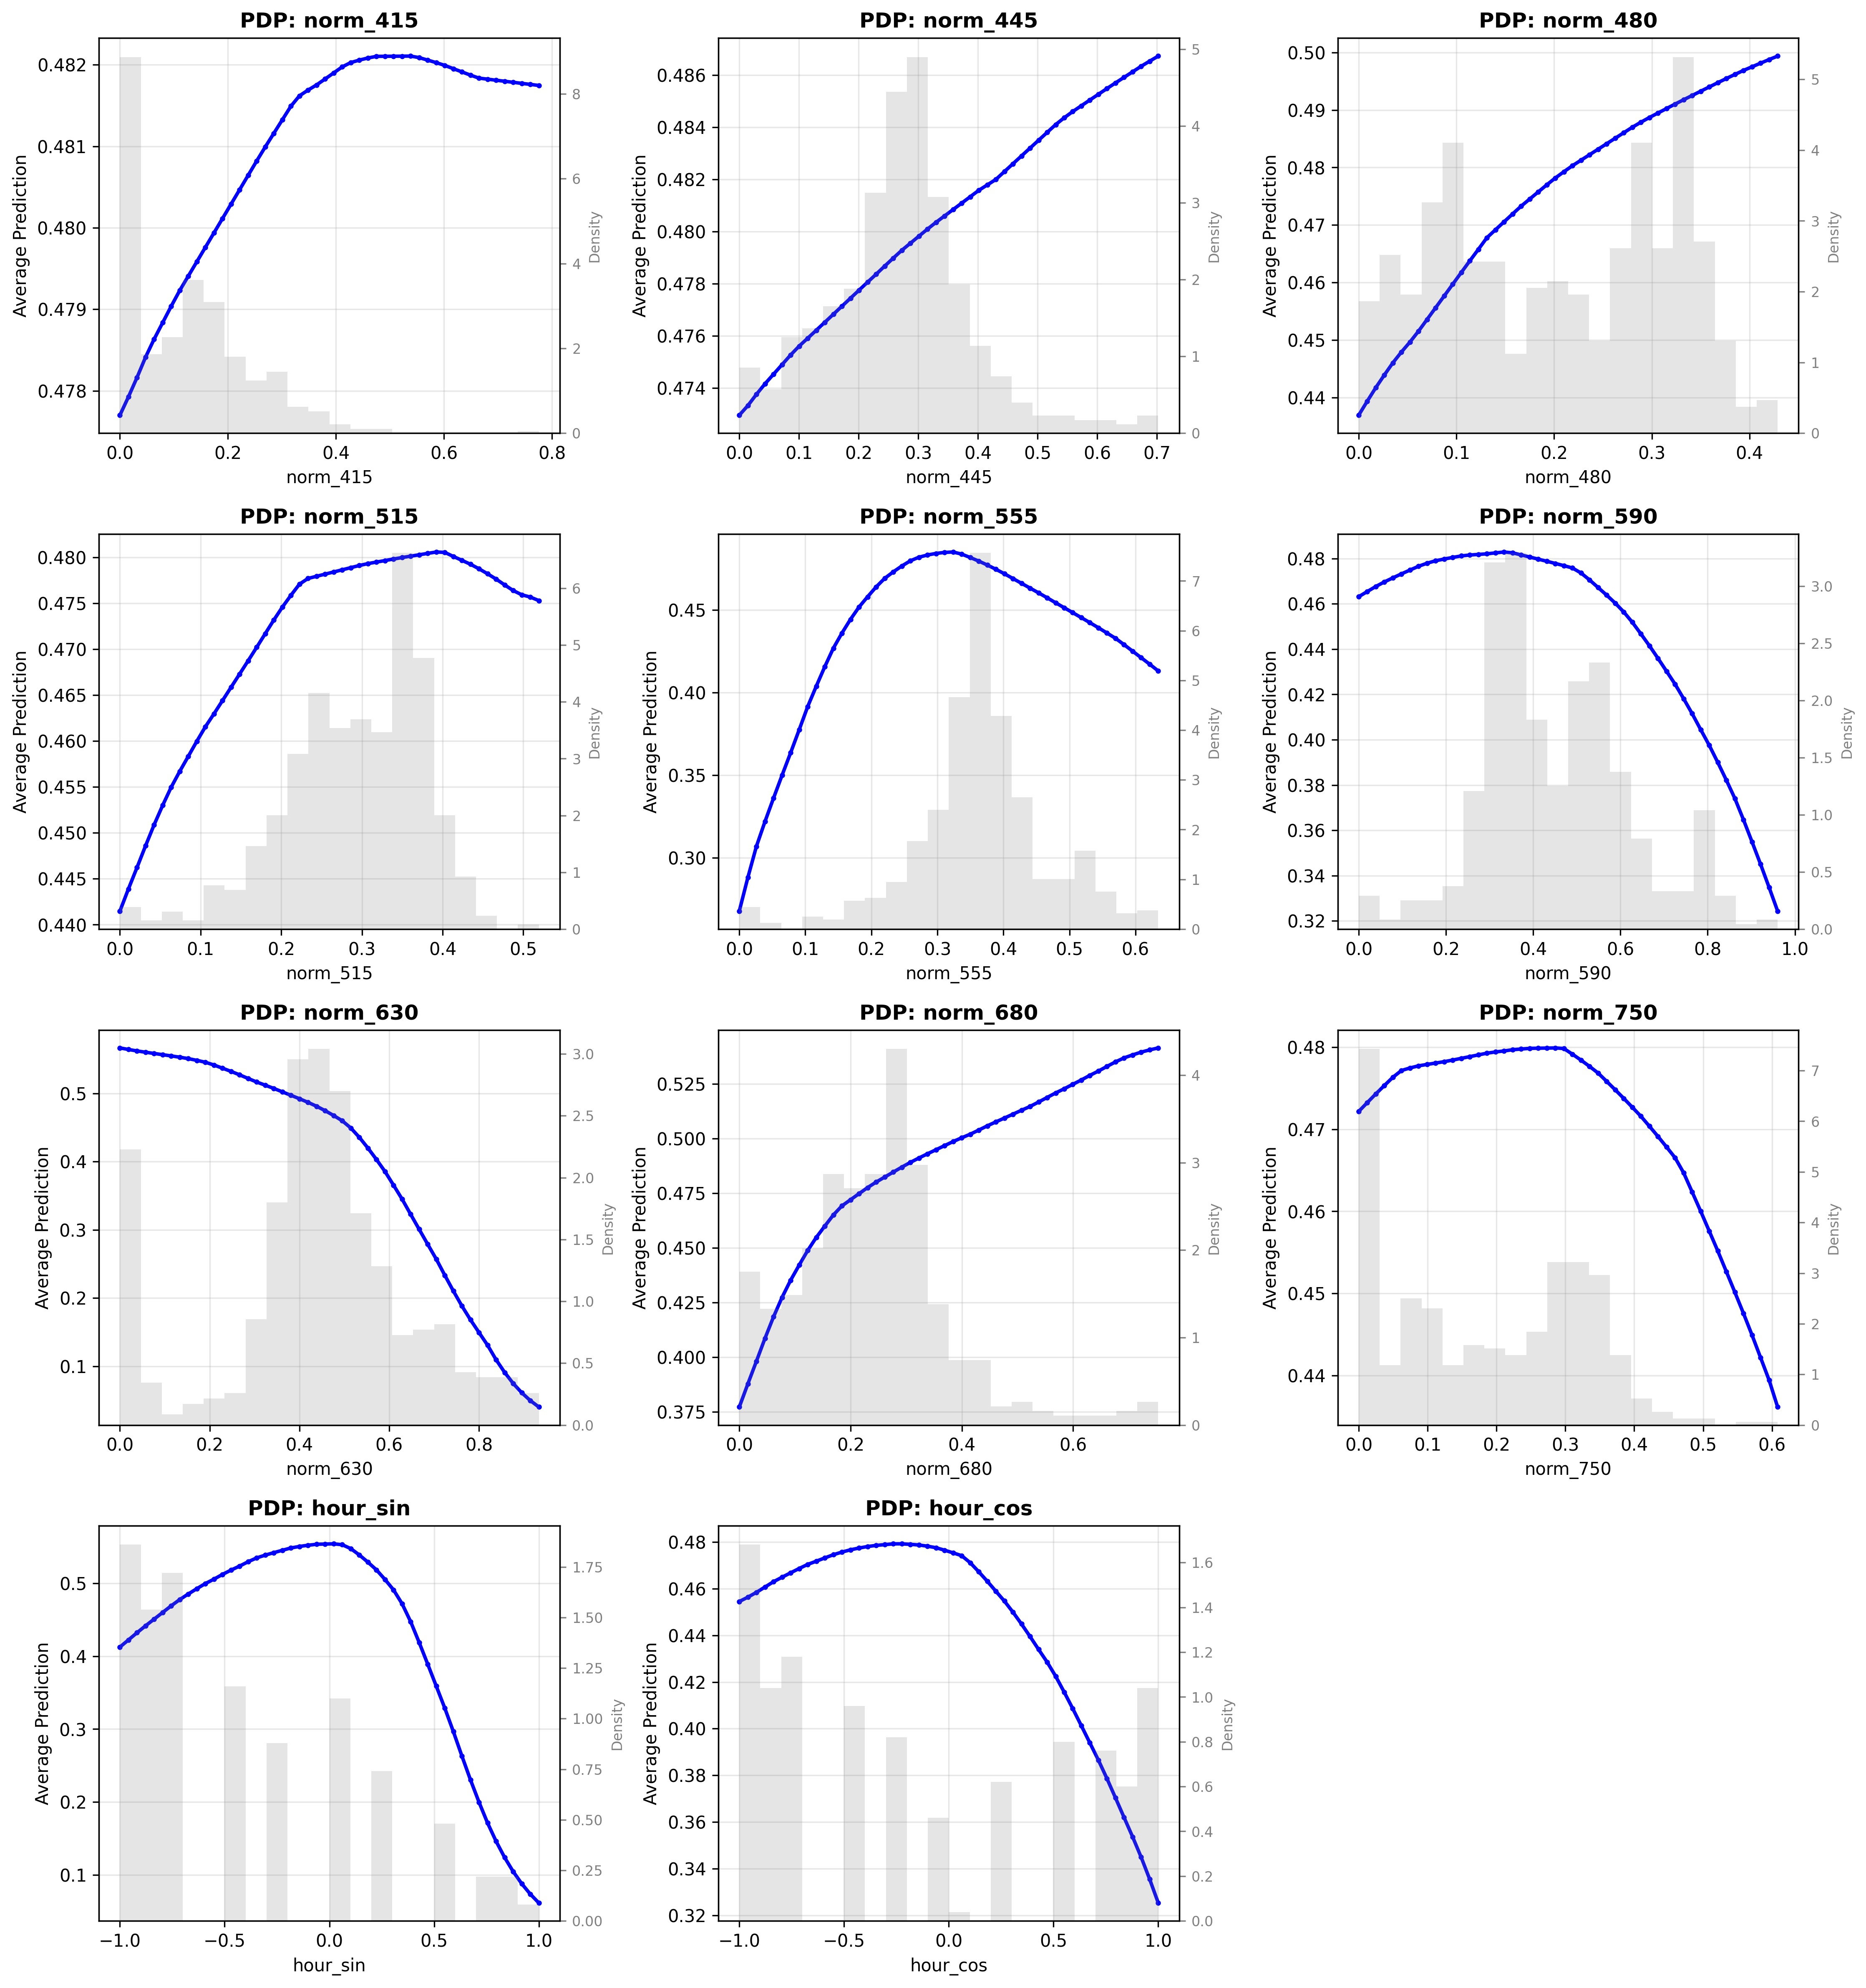 PDP: norm_415
0.482
0.481
0.480
0.479
0.478
Average Prediction
8
6
4
2
0
Density
0.0 0.2 0.4 0.6 0.8
norm_415
PDP: norm_445
0.486
0.484
0.482
0.480
0.478
0.476
0.474
Average Prediction
5
4
3
2
1
0
Density
0.0 0.1 0.2 0.3 0.4 0.5 0.6 0.7
norm_445
PDP: norm_480
0.50
0.49
0.48
0.47
0.46
0.45
0.44
Average Prediction
5
4
3
2
1
0
Density
0.0 0.1 0.2 0.3 0.4
norm_480
PDP: norm_515
0.480
0.475
0.470
0.465
0.460
0.455
0.450
0.445
0.440
Average Prediction
6
5
4
3
2
1
0
Density
0.0 0.1 0.2 0.3 0.4 0.5
norm_515
PDP: norm_555
0.45
0.40
0.35
0.30
Average Prediction
7
6
5
4
3
2
1
0
Density
0.0 0.1 0.2 0.3 0.4 0.5 0.6
norm_555
PDP: norm_590
0.48
0.46
0.44
0.42
0.40
0.38
0.36
0.34
0.32
Average Prediction
3.0
2.5
2.0
1.5
1.0
0.5
0.0
Density
0.0 0.2 0.4 0.6 0.8 1.0
norm_590
PDP: norm_630
0.5
0.4
0.3
0.2
0.1
Average Prediction
3.0
2.5
2.0
1.5
1.0
0.5
0.0
Density
0.0 0.2 0.4 0.6 0.8
norm_630
PDP: norm_680
0.525
0.500
0.475
0.450
0.425
0.400
0.375
Average Prediction
4
3
2
1
0
Density
0.0 0.2 0.4 0.6
norm_680
PDP: norm_750
0.48
0.47
0.46
0.45
0.44
Average Prediction
7
6
5
4
3
2
1
0
Density
0.0 0.1 0.2 0.3 0.4 0.5 0.6
norm_750
PDP: hour_sin
0.5
0.4
0.3
0.2
0.1
Average Prediction
1.75
1.50
1.25
1.00
0.75
0.50
0.25
0.00
Density
−1.0 −0.5 0.0 0.5 1.0
hour_sin
PDP: hour_cos
0.48
0.46
0.44
0.42
0.40
0.38
0.36
0.34
0.32
Average Prediction
1.6
1.4
1.2
1.0
0.8
0.6
0.4
0.2
0.0
Density
−1.0 −0.5 0.0 0.5 1.0
hour_cos